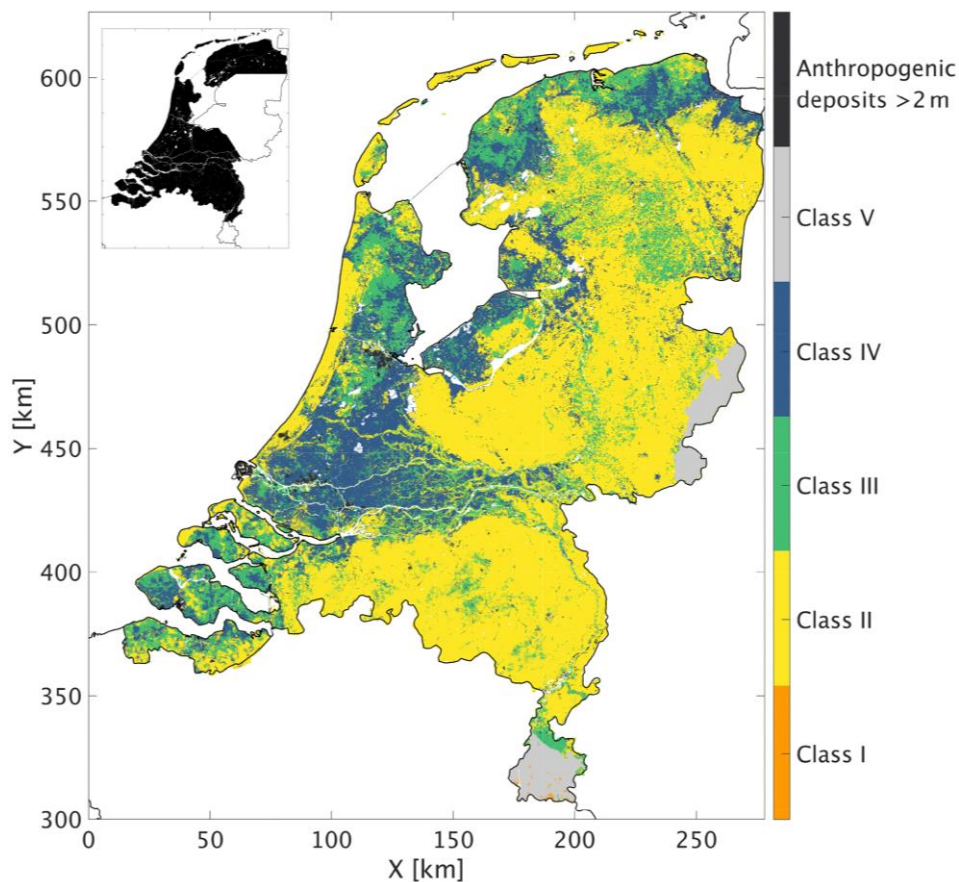 600
550
500
450
400
350
300
Y [km]
0
50
100
150
200
250
X [km]
Anthropogenic
deposits >2 m
Class V
Class IV
Class III
Class II
Class I